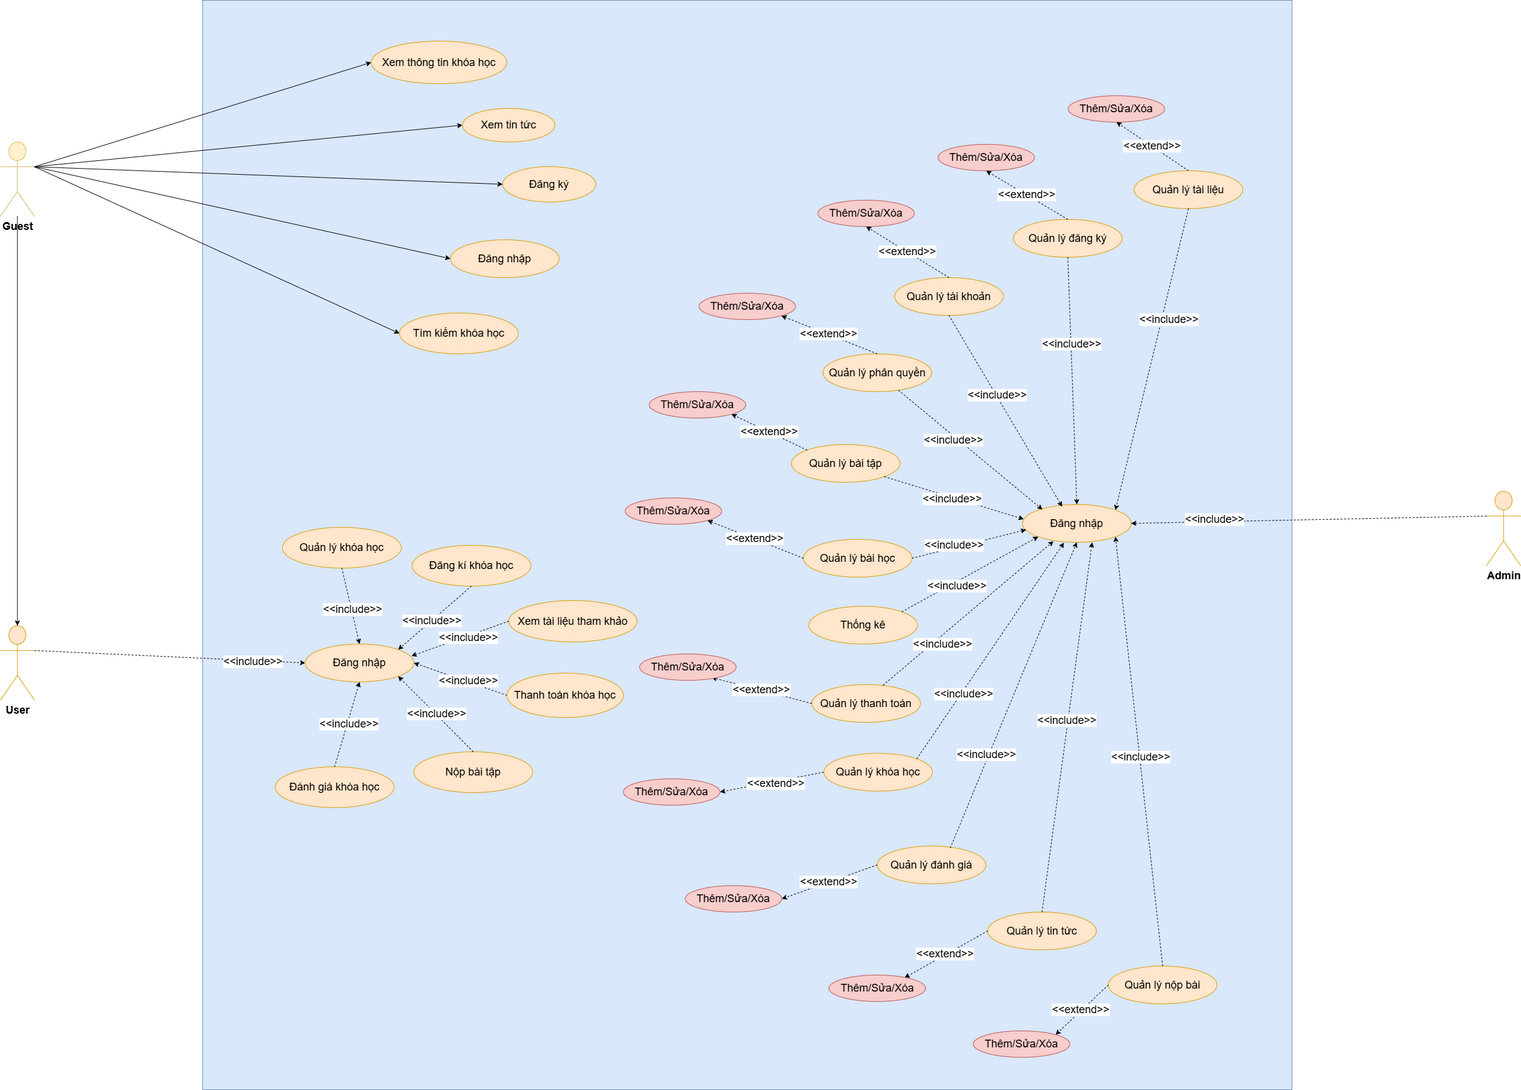 Xem thông tin khóa học
Xem tin tức
Đăng ký
Đăng nhập
Tìm kiếm khóa học
Guest
Thêm/Sửa/Xóa
<<extend>>
Quản lý tài liệu
<<include>>
Thêm/Sửa/Xóa
<<extend>>
Quản lý đăng ký
<<include>>
Thêm/Sửa/Xóa
<<extend>>
Quản lý tài khoản
<<include>>
Thêm/Sửa/Xóa
<<extend>>
Quản lý phân quyền
<<include>>
Thêm/Sửa/Xóa
<<extend>>
Quản lý bài tập
<<include>>
Thêm/Sửa/Xóa
<<extend>>
Quản lý bài học
<<include>>
Đăng nhập
<<include>>
Admin
Thống kê
<<include>>
Thêm/Sửa/Xóa
<<extend>>
Quản lý thanh toán
<<include>>
Thêm/Sửa/Xóa
<<extend>>
Quản lý khóa học
<<include>>
Thêm/Sửa/Xóa
<<extend>>
Quản lý đánh giá
<<include>>
Thêm/Sửa/Xóa
<<extend>>
Quản lý tin tức
<<include>>
Thêm/Sửa/Xóa
<<extend>>
Quản lý nộp bài
<<include>>
Quản lý khóa học
<<include>>
Đăng kí khóa học
<<include>>
Xem tài liệu tham khảo
<<include>>
Đăng nhập
<<include>>
User
Thanh toán khóa học
<<include>>
Nộp bài tập
<<include>>
Đánh giá khóa học
<<include>>